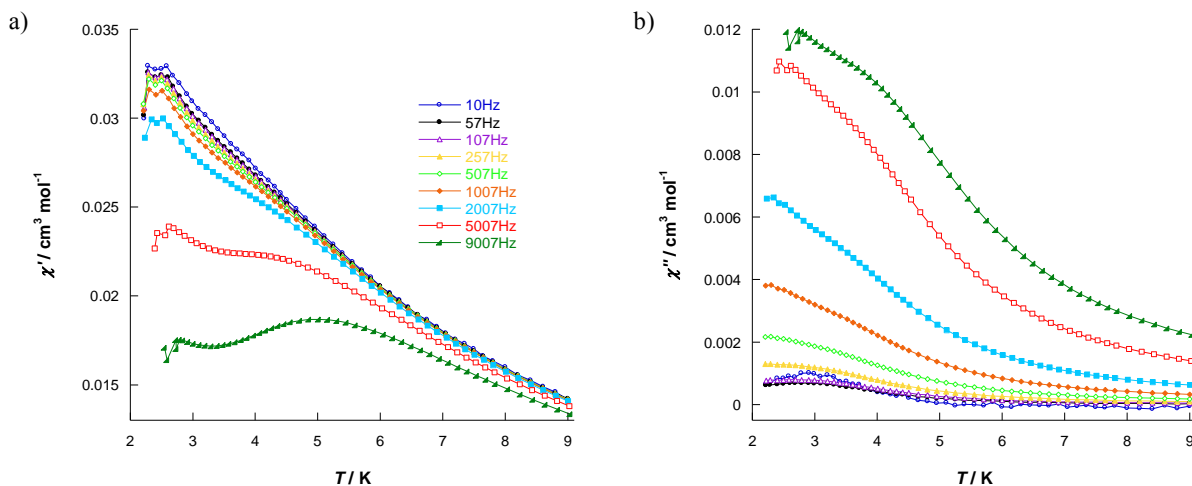 a)
0.035
0.03
0.025
0.02
0.015
χ' / cm³ mol⁻¹
10Hz
57Hz
107Hz
257Hz
507Hz
1007Hz
2007Hz
5007Hz
9007Hz
2 3 4 5 6 7 8 9
T / K
b)
0.012
0.01
0.008
0.006
0.004
0.002
0
χ" / cm³ mol⁻¹
2 3 4 5 6 7 8 9
T / K